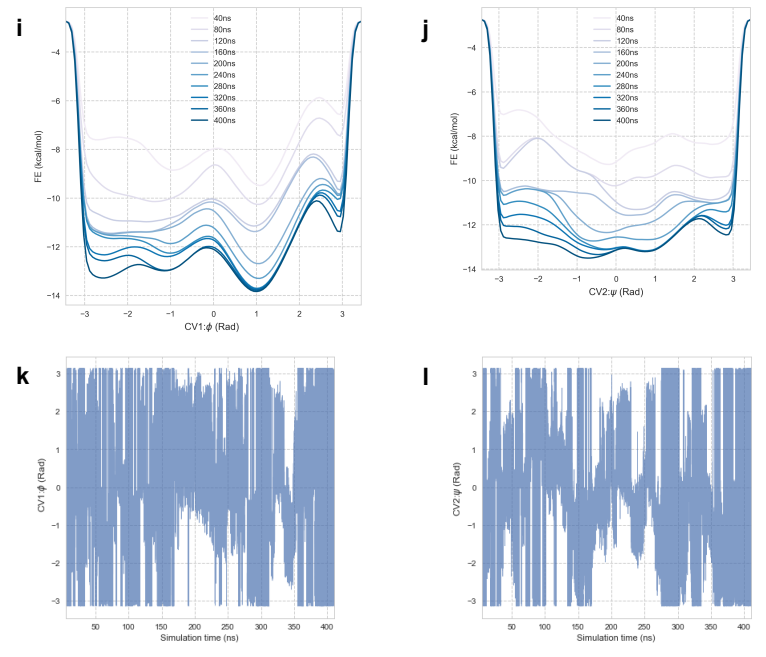 i
40ns
80ns
120ns
160ns
200ns
240ns
280ns
320ns
360ns
400ns
−4
−6
−8
−10
−12
−14
FE (kcal/mol)
−3
−2
−1
0
1
2
3
CV1:ϕ (Rad)
j
40ns
80ns
120ns
160ns
200ns
240ns
280ns
320ns
360ns
400ns
−4
−6
−8
−10
−12
−14
FE (kcal/mol)
−3
−2
−1
0
1
2
3
CV2:ψ (Rad)
k
3
2
1
0
−1
−2
−3
CV1:ϕ (Rad)
50
100
150
200
250
300
350
400
Simulation time (ns)
l
3
2
1
0
−1
−2
−3
CV2:ψ (Rad)
50
100
150
200
250
300
350
400
Simulation time (ns)